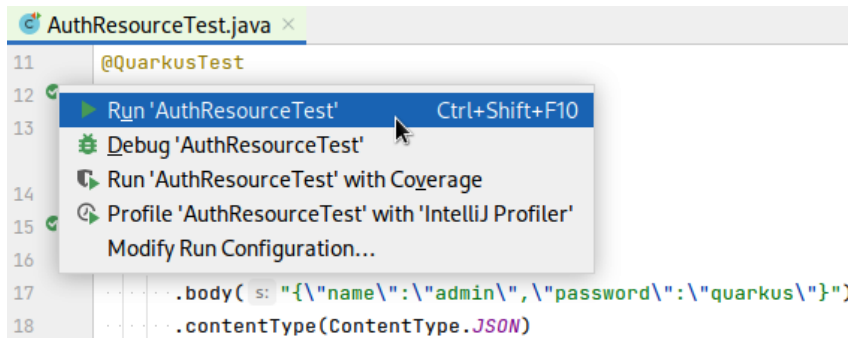 AuthResourceTest.java
11 @QuarkusTest
12
Run 'AuthResourceTest' Ctrl+Shift+F10
13
Debug 'AuthResourceTest'
Run 'AuthResourceTest' with Coverage
14
Profile 'AuthResourceTest' with 'IntelliJ Profiler'
15
Modify Run Configuration...
16
17 .body( s: "{\"name\":\"admin\",\"password\":\"quarkus\"}")
18 .contentType(ContentType.JSON)